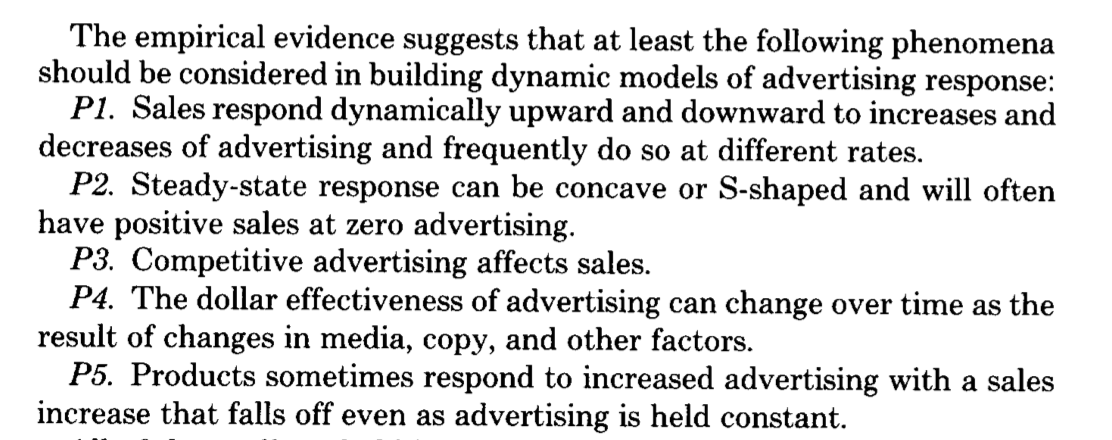 The empirical evidence suggests that at least the following phenomena
should be considered in building dynamic models of advertising response:
P1. Sales respond dynamically upward and downward to increases and
decreases of advertising and frequently do so at different rates.
P2. Steady-state response can be concave or S-shaped and will often
have positive sales at zero advertising.
P3. Competitive advertising affects sales.
P4. The dollar effectiveness of advertising can change over time as the
result of changes in media, copy, and other factors.
P5. Products sometimes respond to increased advertising with a sales
increase that falls off even as advertising is held constant.